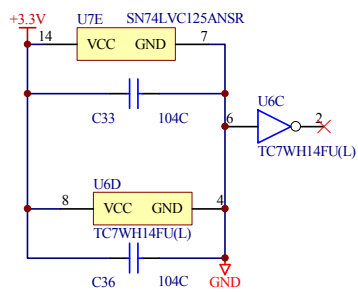 +3.3V
U7E SN74LVC125ANSR
14 VCC GND 7
C33 104C
U6C
6 2
TC7WH14FU(L)
U6D
8 VCC GND 4
TC7WH14FU(L)
C36 104C
GND